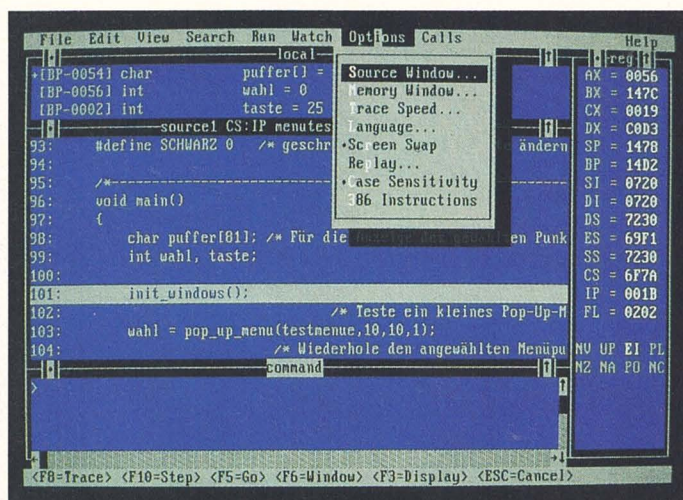 File Edit View Search Run Watch Options Calls Help
local
reg
+[BP-0054] char puffer[] =
[BP-0056] int wahl = 0
[BP-0002] int taste = 25
Source Window...
Memory Window...
Trace Speed...
Language...
•Screen Swap
Replay...
•Case Sensitivity
386 Instructions
source1 CS:IP menutes
93: #define SCHWARZ 0 /* geschr ändern
94:
95: /*
96: void main()
97: {
98: char puffer[81]; /* Für die Anzeige des gewählten Punk
99: int wahl, taste;
100:
101: init_windows();
102: /* Teste ein kleines Pop-Up-M
103: wahl = pop_up_menu(testmenue,10,10,1);
104: /* Wiederhole den angewählten Menüpu
AX = 0056
BX = 147C
CX = 0019
DX = C0D3
SP = 1478
BP = 14D2
SI = 0720
DI = 0720
DS = 7230
ES = 69F1
SS = 7230
CS = 6F7A
IP = 001B
FL = 0202
NV UP EI PL
NZ NA PO NC
command
>
<F8=Trace> <F10=Step> <F5=Go> <F6=Window> <F3=Display> <ESC=Cancel>